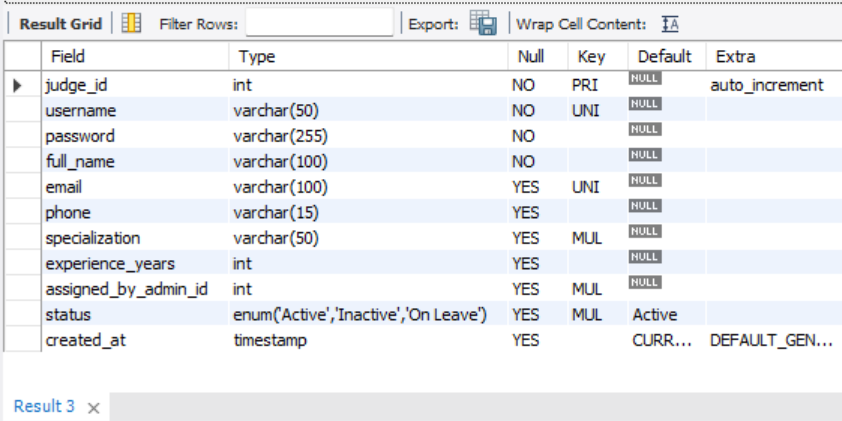 Result Grid Filter Rows: Export: Wrap Cell Content: IA
Field Type Null Key Default Extra
judge_id int NO PRI NULL auto_increment
username varchar(50) NO UNI NULL
password varchar(255) NO NULL
full_name varchar(100) NO NULL
email varchar(100) YES UNI NULL
phone varchar(15) YES NULL
specialization varchar(50) YES MUL NULL
experience_years int YES NULL
assigned_by_admin_id int YES MUL NULL
status enum('Active','Inactive','On Leave') YES MUL Active
created_at timestamp YES CURR... DEFAULT_GEN...
Result 3 ×